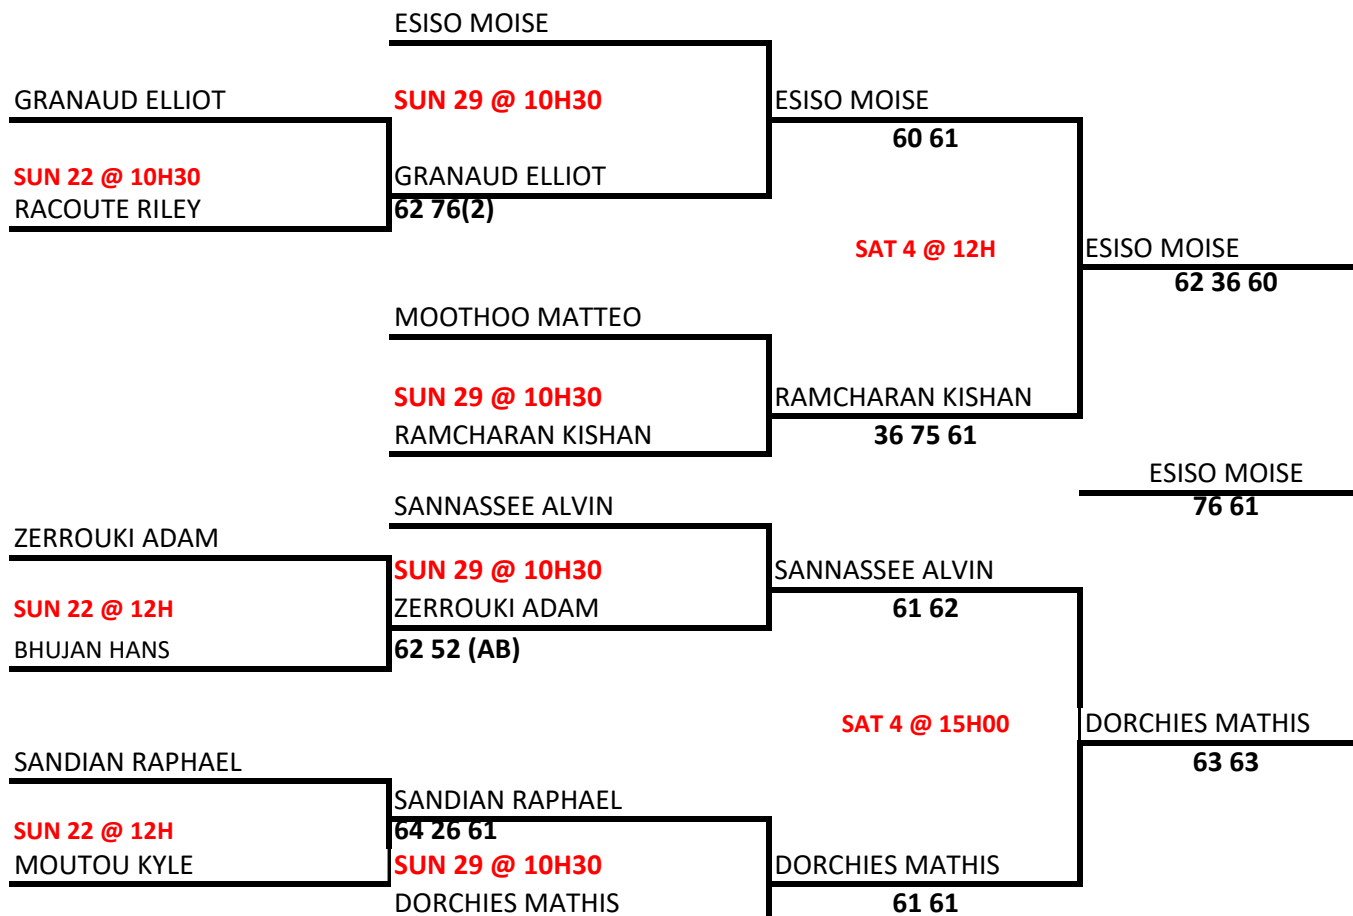 ESISO MOISE
GRANAUD ELLIOT
SUN 29 @ 10H30
ESISO MOISE
60 61
SUN 22 @ 10H30
GRANAUD ELLIOT
RACOUTE RILEY
62 76(2)
SAT 4 @ 12H
ESISO MOISE
62 36 60
MOOTHOO MATTEO
SUN 29 @ 10H30
RAMCHARAN KISHAN
RAMCHARAN KISHAN
36 75 61
ESISO MOISE
76 61
SANNASSEE ALVIN
ZERROUKI ADAM
SUN 29 @ 10H30
SANNASSEE ALVIN
SUN 22 @ 12H
ZERROUKI ADAM
61 62
BHUJAN HANS
62 52 (AB)
SAT 4 @ 15H00
DORCHIES MATHIS
63 63
SANDIAN RAPHAEL
SANDIAN RAPHAEL
SUN 22 @ 12H
64 26 61
MOUTOU KYLE
SUN 29 @ 10H30
DORCHIES MATHIS
DORCHIES MATHIS
61 61